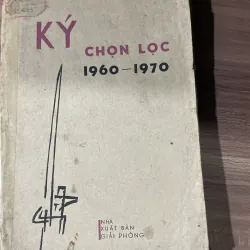 KÝ
CHỌN LỌC
1960-1970
NHÀ
XUẤT BẢN
GIẢI PHÓNG